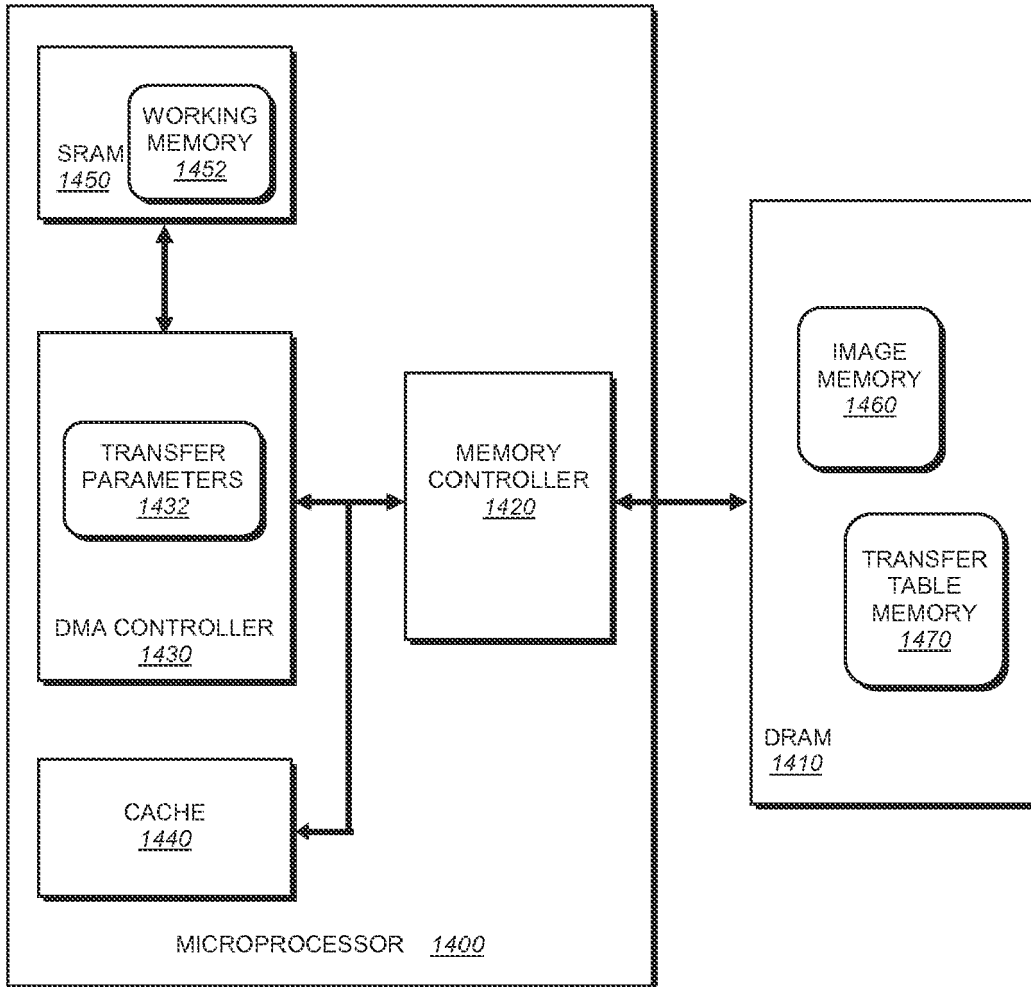 WORKING
MEMORY
1452
SRAM
1450
TRANSFER
PARAMETERS
1432
DMA CONTROLLER
1430
MEMORY
CONTROLLER
1420
CACHE
1440
MICROPROCESSOR 1400
IMAGE
MEMORY
1460
TRANSFER
TABLE
MEMORY
1470
DRAM
1410